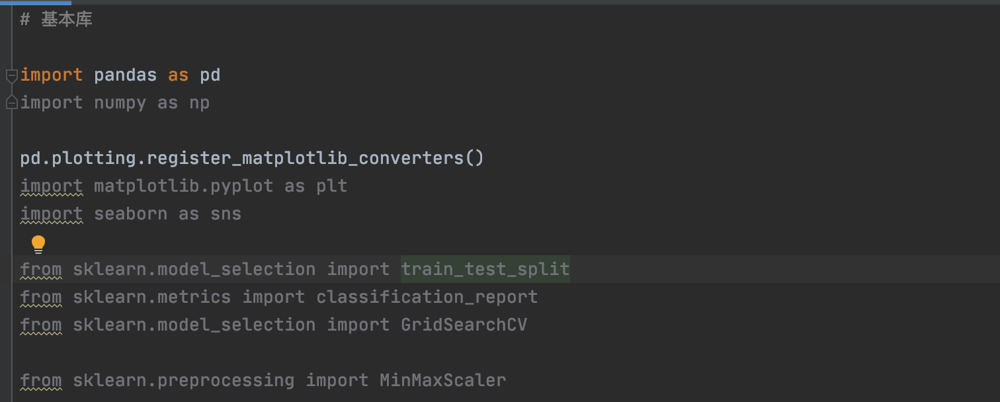 # 基本库
import pandas as pd
import numpy as np
pd.plotting.register_matplotlib_converters()
import matplotlib.pyplot as plt
import seaborn as sns
from sklearn.model_selection import train_test_split
from sklearn.metrics import classification_report
from sklearn.model_selection import GridSearchCV
from sklearn.preprocessing import MinMaxScaler